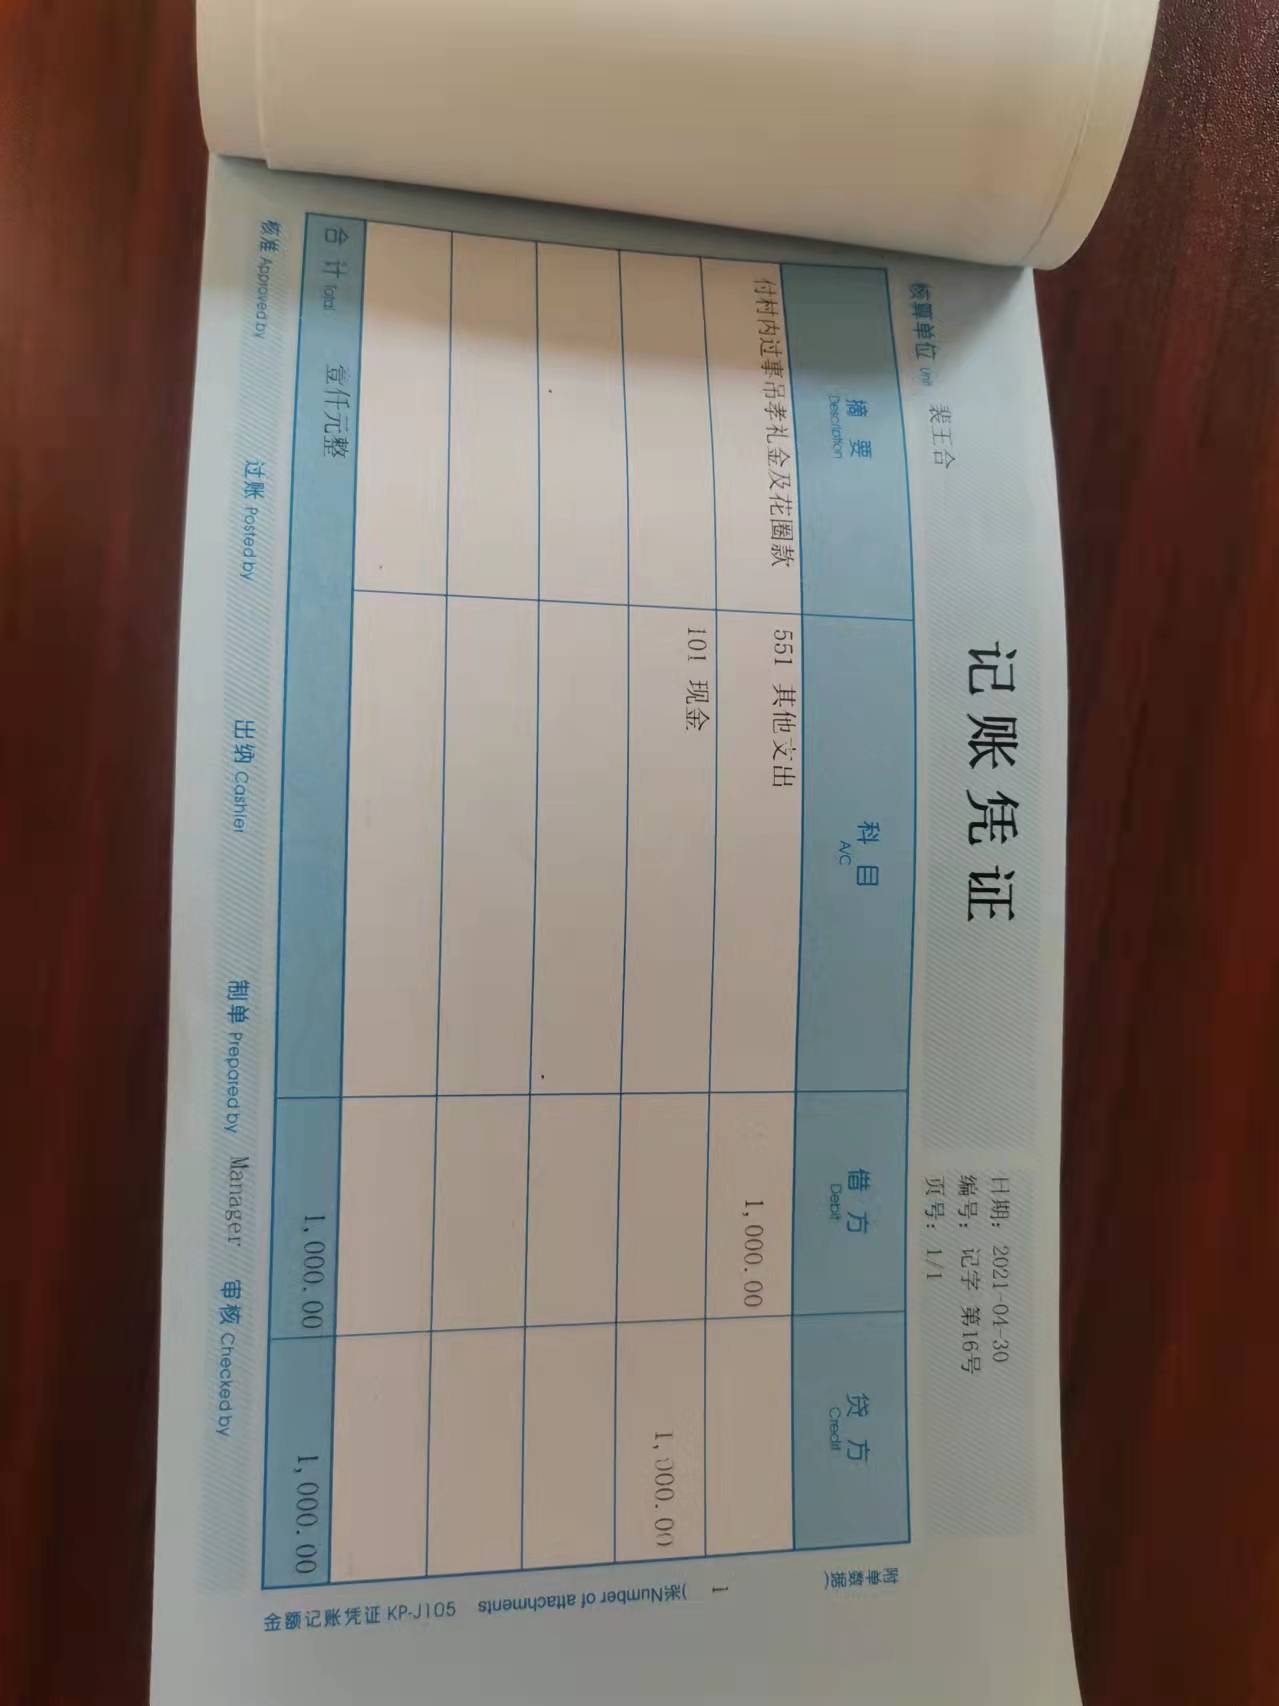 记账凭证
日期: 2021-04-30
编号: 记字 第16号
页号: 1/1
核算单位 Unit 裴王合
摘要 Description 科目 A/C 借方 Debit 贷方 Credit
付村内过事吊孝礼金及花圈款 551 其他支出 1,000.00
101 现金 1,000.00
合计 Total 壹仟元整 1,000.00 1,000.00
核准 Approved by 过账 Posted by 出纳 Cashier 制单 Prepared by Manager 审核 Checked by
附单数据( 1 )张 Number of attachments
金额记账凭证 KP-J105